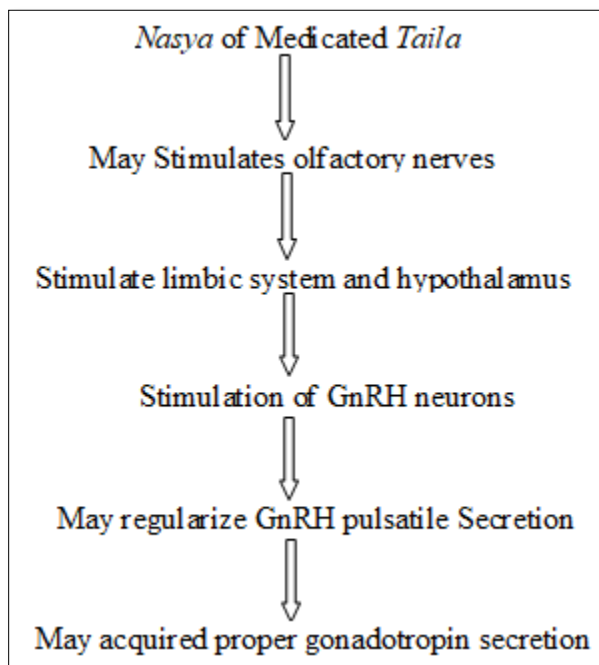 Nasya of Medicated Taila
May Stimulates olfactory nerves
Stimulate limbic system and hypothalamus
Stimulation of GnRH neurons
May regularize GnRH pulsatile Secretion
May acquired proper gonadotropin secretion